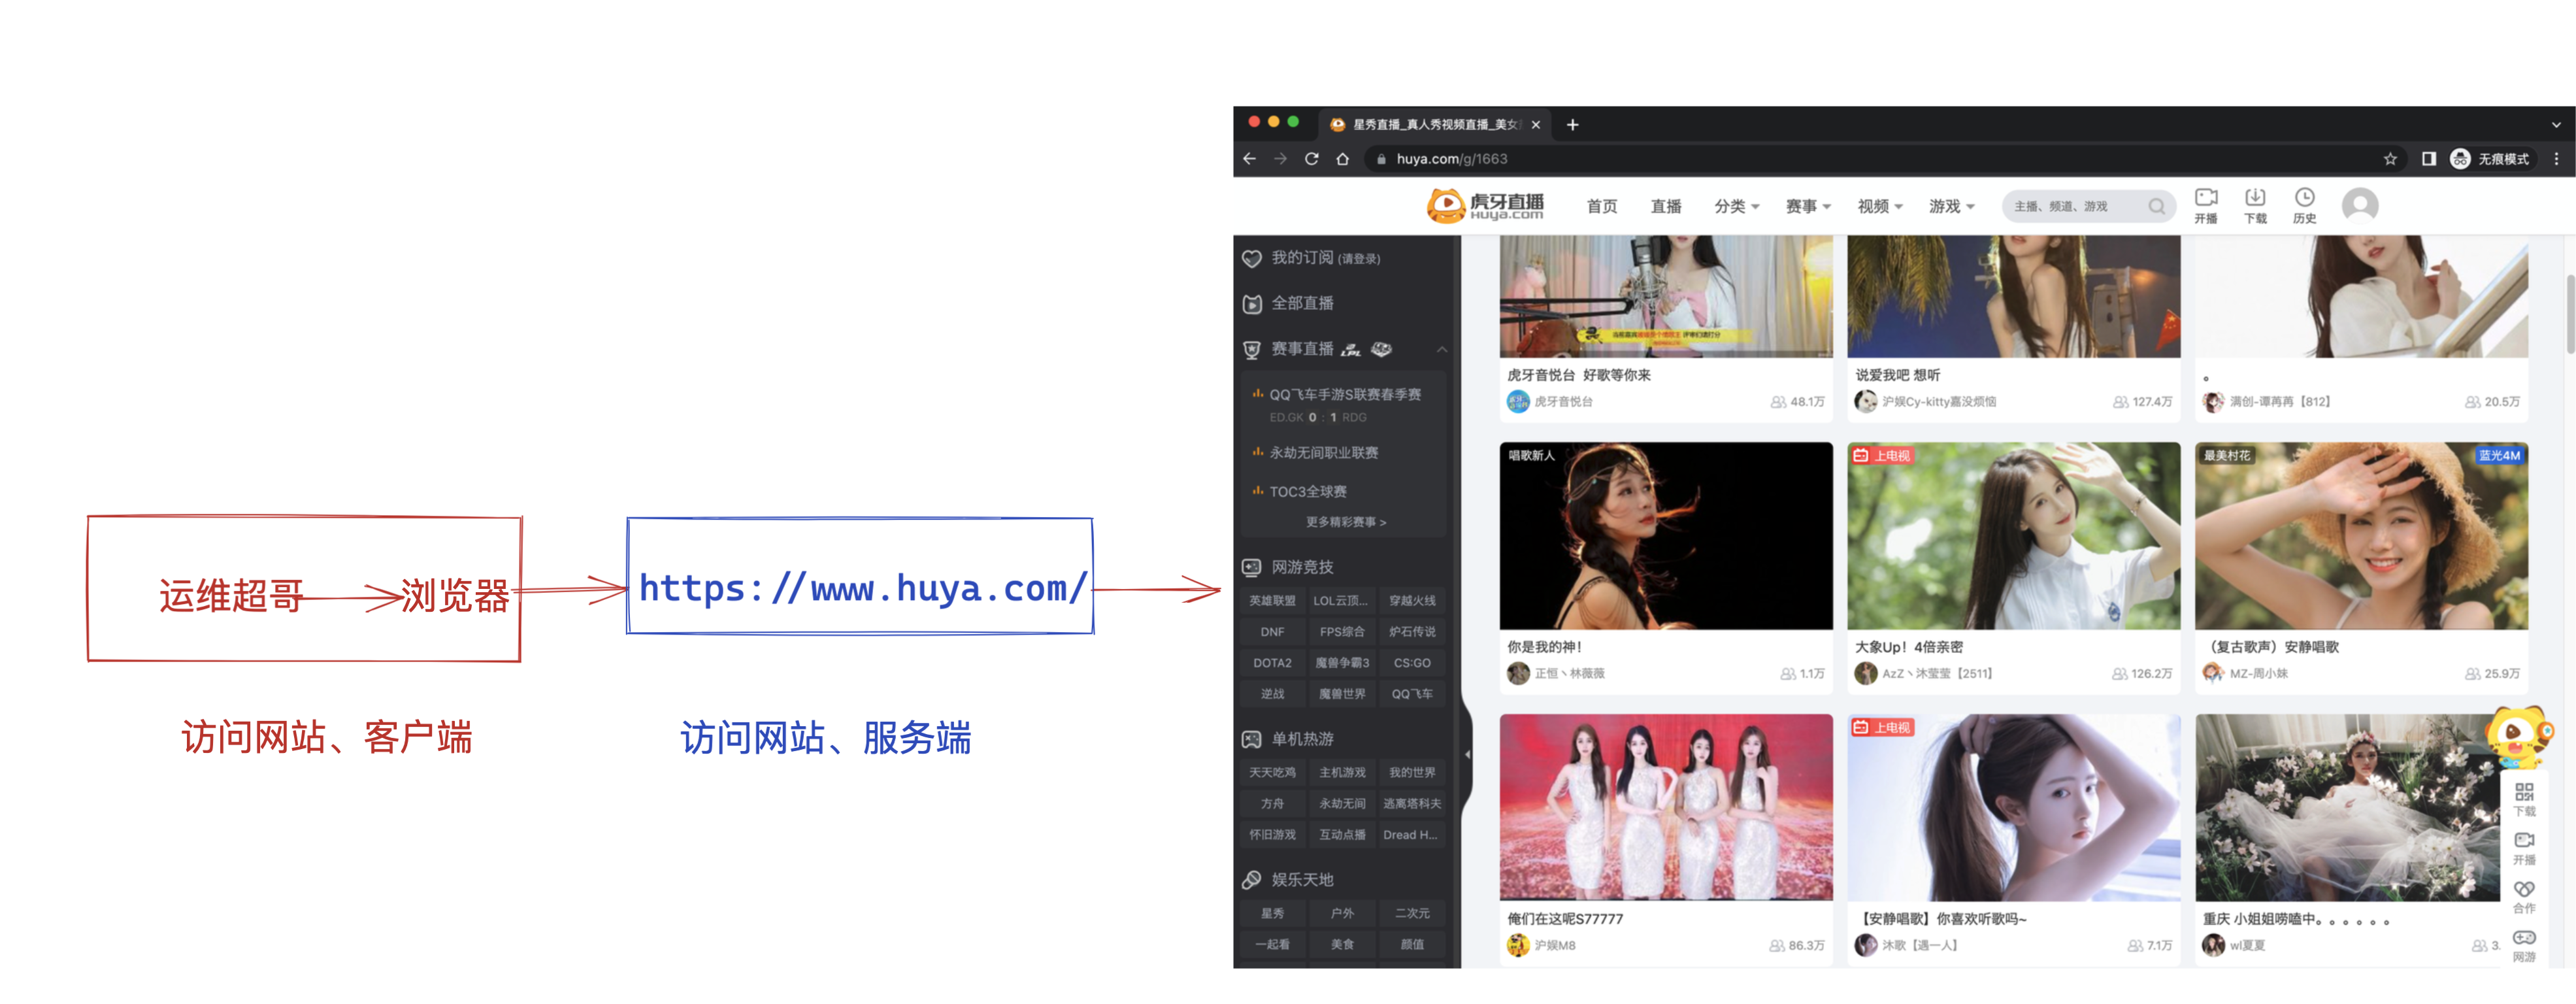 运维超哥
浏览器
https://www.huya.com/
访问网站、客户端
访问网站、服务端
星秀直播_真人秀视频直播_美女
huya.com/g/1663
无痕模式
虎牙直播
HUYA.com
首页
直播
分类
赛事
视频
游戏
主播、频道、游戏
开播
下载
历史
我的订阅 (请登录)
全部直播
赛事直播
LPL
QQ飞车手游S联赛春季赛
ED.GK 0 : 1 RDG
永劫无间职业联赛
TOC3全球赛
更多精彩赛事 >
网游竞技
英雄联盟 LOL云顶... 穿越火线
DNF FPS综合 炉石传说
DOTA2 魔兽争霸3 CS:GO
逆战 魔兽世界 QQ飞车
单机热游
天天吃鸡 主机游戏 我的世界
方舟 永劫无间 逃离塔科夫
怀旧游戏 互动点播 Dread H...
娱乐天地
星秀 户外 二次元
一起看 美食 颜值
虎牙音悦台 好歌等你来
虎牙音悦台 48.1万
说爱我吧 想听
沪娱Cy-kitty嘉没烦恼 127.4万
。
满创-谭苒苒【812】 20.5万
唱歌新人
你是我的神！
正恒丶林薇薇 1.1万
上电视
大象Up！4倍亲密
AzZ丶沐莹莹【2511】 126.2万
最美村花
蓝光4M
（复古歌声）安静唱歌
MZ-周小妹 25.9万
俺们在这呢S77777
沪娱M8 86.3万
上电视
【安静唱歌】你喜欢听歌吗~
沐歌【遇一人】 7.1万
重庆 小姐姐唠嗑中。。。。。。
wl夏夏 3.
下载
开播
合作
网游